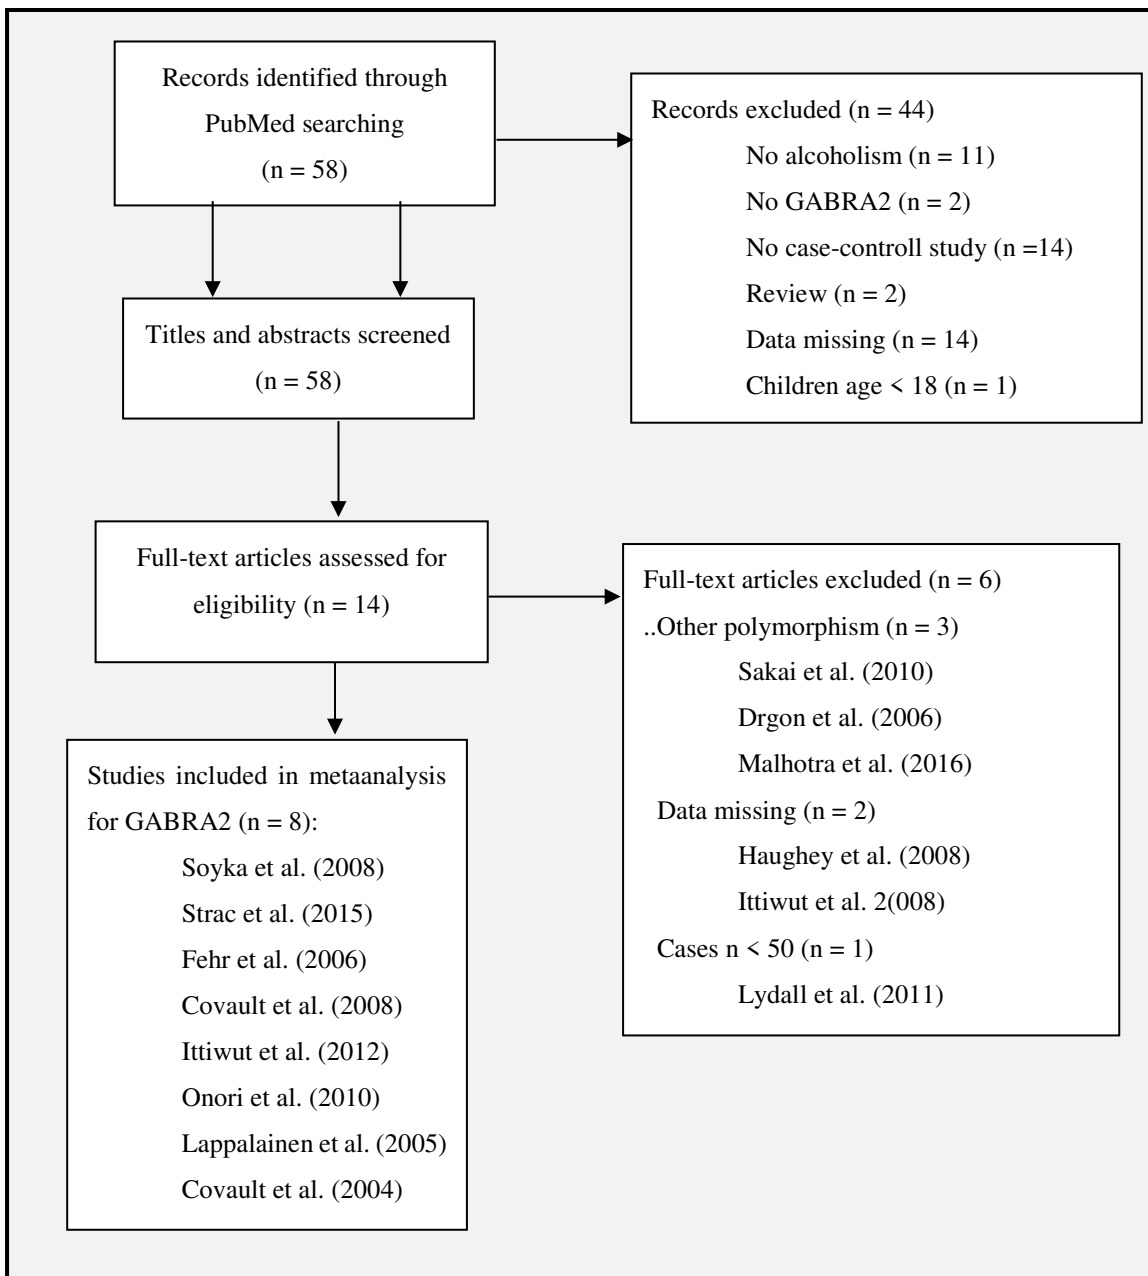 Records identified through
PubMed searching
(n = 58)
Records excluded (n = 44)
No alcoholism (n = 11)
No GABRA2 (n = 2)
No case-controll study (n =14)
Review (n = 2)
Data missing (n = 14)
Children age < 18 (n = 1)
Titles and abstracts screened
(n = 58)
Full-text articles assessed for
eligibility (n = 14)
Full-text articles excluded (n = 6)
..Other polymorphism (n = 3)
Sakai et al. (2010)
Drgon et al. (2006)
Malhotra et al. (2016)
Data missing (n = 2)
Haughey et al. (2008)
Ittiwut et al. 2(008)
Cases n < 50 (n = 1)
Lydall et al. (2011)
Studies included in metaanalysis
for GABRA2 (n = 8):
Soyka et al. (2008)
Strac et al. (2015)
Fehr et al. (2006)
Covault et al. (2008)
Ittiwut et al. (2012)
Onori et al. (2010)
Lappalainen et al. (2005)
Covault et al. (2004)